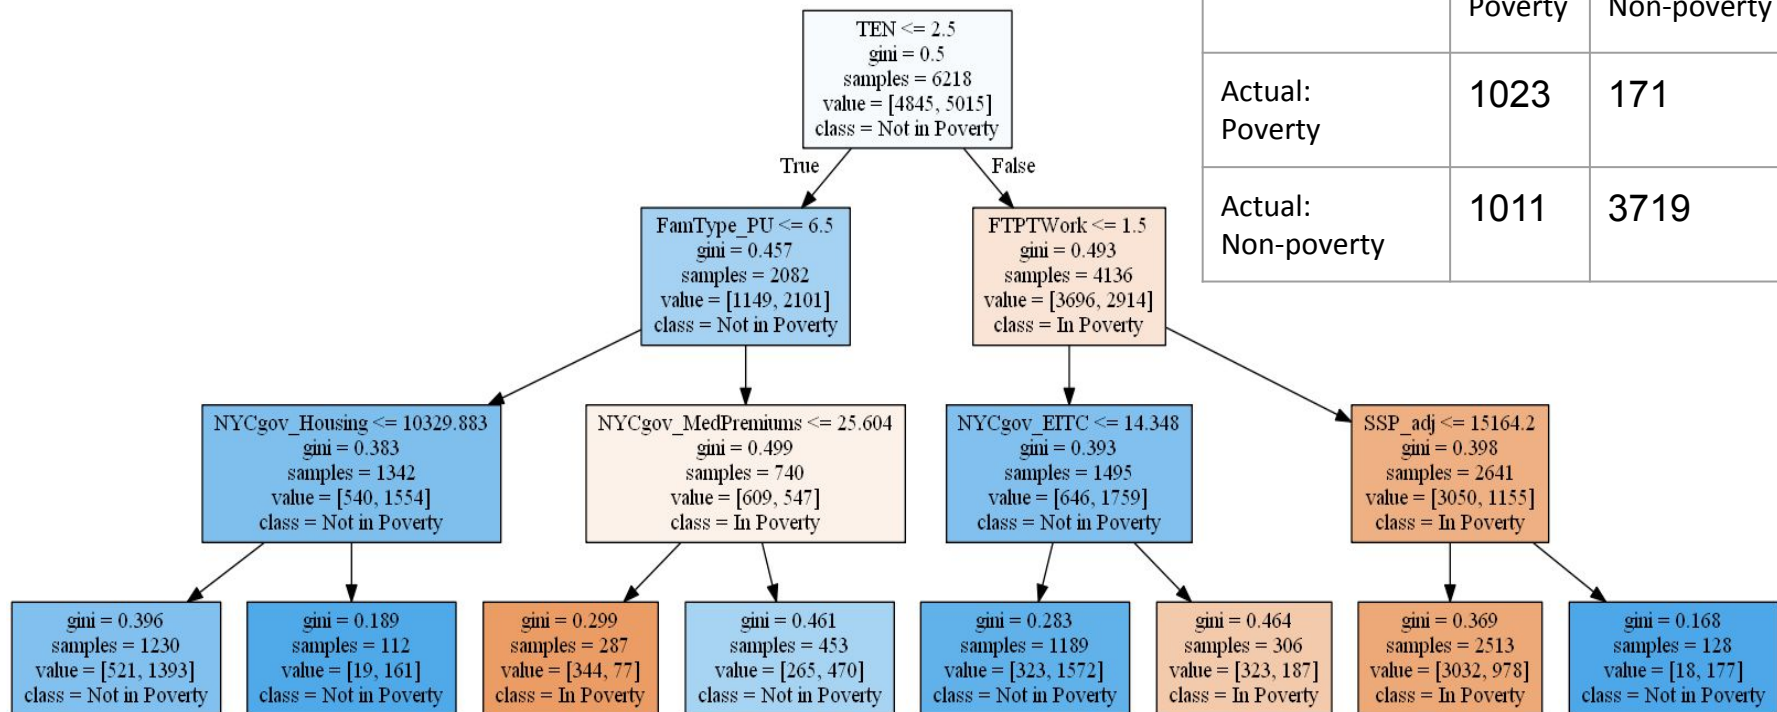 TEN <= 2.5
gini = 0.5
samples = 6218
value = [4845, 5015]
class = Not in Poverty
True
False
FamType_PU <= 6.5
gini = 0.457
samples = 2082
value = [1149, 2101]
class = Not in Poverty
FTPTWork <= 1.5
gini = 0.493
samples = 4136
value = [3696, 2914]
class = In Poverty
NYCgov_Housing <= 10329.883
gini = 0.383
samples = 1342
value = [540, 1554]
class = Not in Poverty
NYCgov_MedPremiums <= 25.604
gini = 0.499
samples = 740
value = [609, 547]
class = In Poverty
NYCgov_EITC <= 14.348
gini = 0.393
samples = 1495
value = [646, 1759]
class = Not in Poverty
SSP_adj <= 15164.2
gini = 0.398
samples = 2641
value = [3050, 1155]
class = In Poverty
gini = 0.396
samples = 1230
value = [521, 1393]
class = Not in Poverty
gini = 0.189
samples = 112
value = [19, 161]
class = Not in Poverty
gini = 0.299
samples = 287
value = [344, 77]
class = In Poverty
gini = 0.461
samples = 453
value = [265, 470]
class = Not in Poverty
gini = 0.283
samples = 1189
value = [323, 1572]
class = Not in Poverty
gini = 0.464
samples = 306
value = [323, 187]
class = In Poverty
gini = 0.369
samples = 2513
value = [3032, 978]
class = In Poverty
gini = 0.168
samples = 128
value = [18, 177]
class = Not in Poverty
Poverty Non-poverty
Actual: 1023 171
Poverty
Actual: 1011 3719
Non-poverty